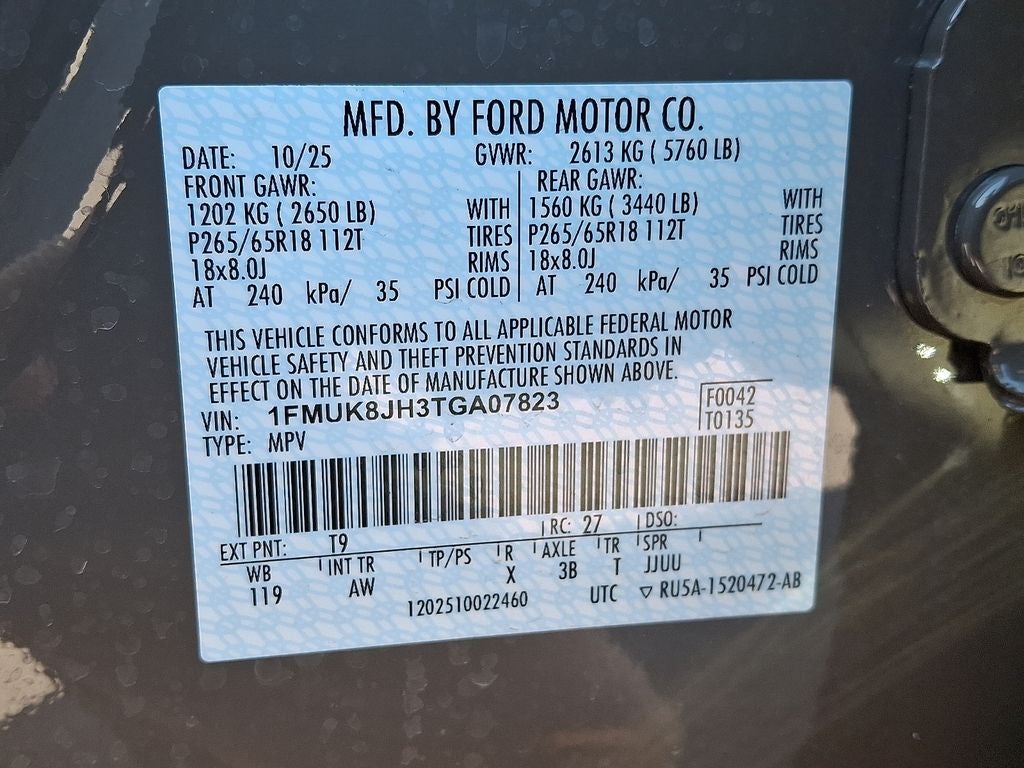 MFD. BY FORD MOTOR CO.
DATE: 10/25 GVWR: 2613 KG ( 5760 LB)
FRONT GAWR: REAR GAWR:
1202 KG ( 2650 LB) WITH 1560 KG ( 3440 LB) WITH
P265/65R18 112T TIRES P265/65R18 112T TIRES
18x8.0J RIMS 18x8.0J RIMS
AT 240 kPa/ 35 PSI COLD AT 240 kPa/ 35 PSI COLD
THIS VEHICLE CONFORMS TO ALL APPLICABLE FEDERAL MOTOR
VEHICLE SAFETY AND THEFT PREVENTION STANDARDS IN
EFFECT ON THE DATE OF MANUFACTURE SHOWN ABOVE.
VIN: 1FMUK8JH3TGA07823 F0042
TYPE: MPV T0135
EXT PNT: T9 RC: 27 DSO:
WB INT TR TP/PS R AXLE TR SPR
119 AW X 3B T JJUU
1202510022460 UTC ▽ RU5A-1520472-AB